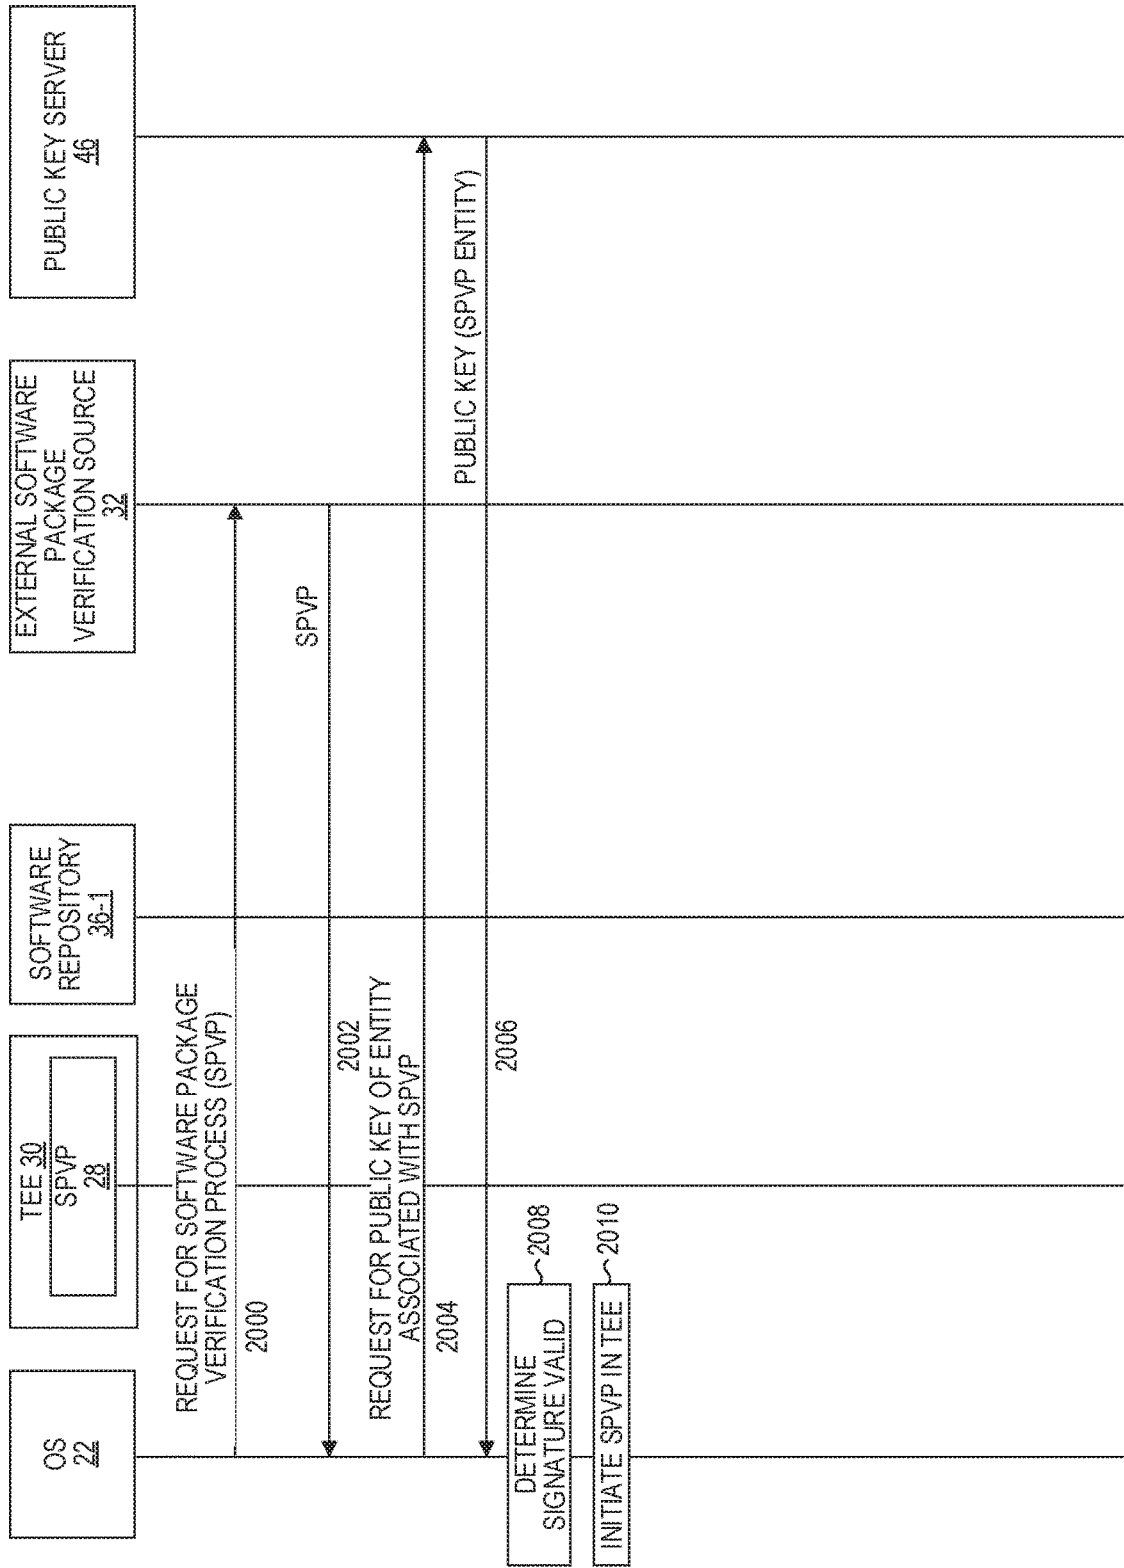 OS
22
TEE 30
SPVP
28
SOFTWARE
REPOSITORY
36-1
EXTERNAL SOFTWARE
PACKAGE
VERIFICATION SOURCE
32
PUBLIC KEY SERVER
46
REQUEST FOR SOFTWARE PACKAGE
VERIFICATION PROCESS (SPVP)
2000
SPVP
2002
REQUEST FOR PUBLIC KEY OF ENTITY
ASSOCIATED WITH SPVP
2004
PUBLIC KEY (SPVP ENTITY)
2006
DETERMINE
SIGNATURE VALID
2008
INITIATE SPVP IN TEE
2010